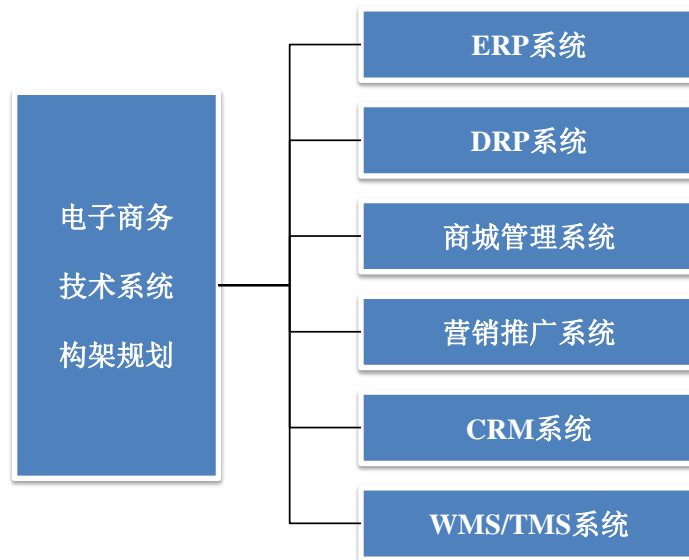 电子商务
技术系统
构架规划
ERP系统
DRP系统
商城管理系统
营销推广系统
CRM系统
WMS/TMS系统